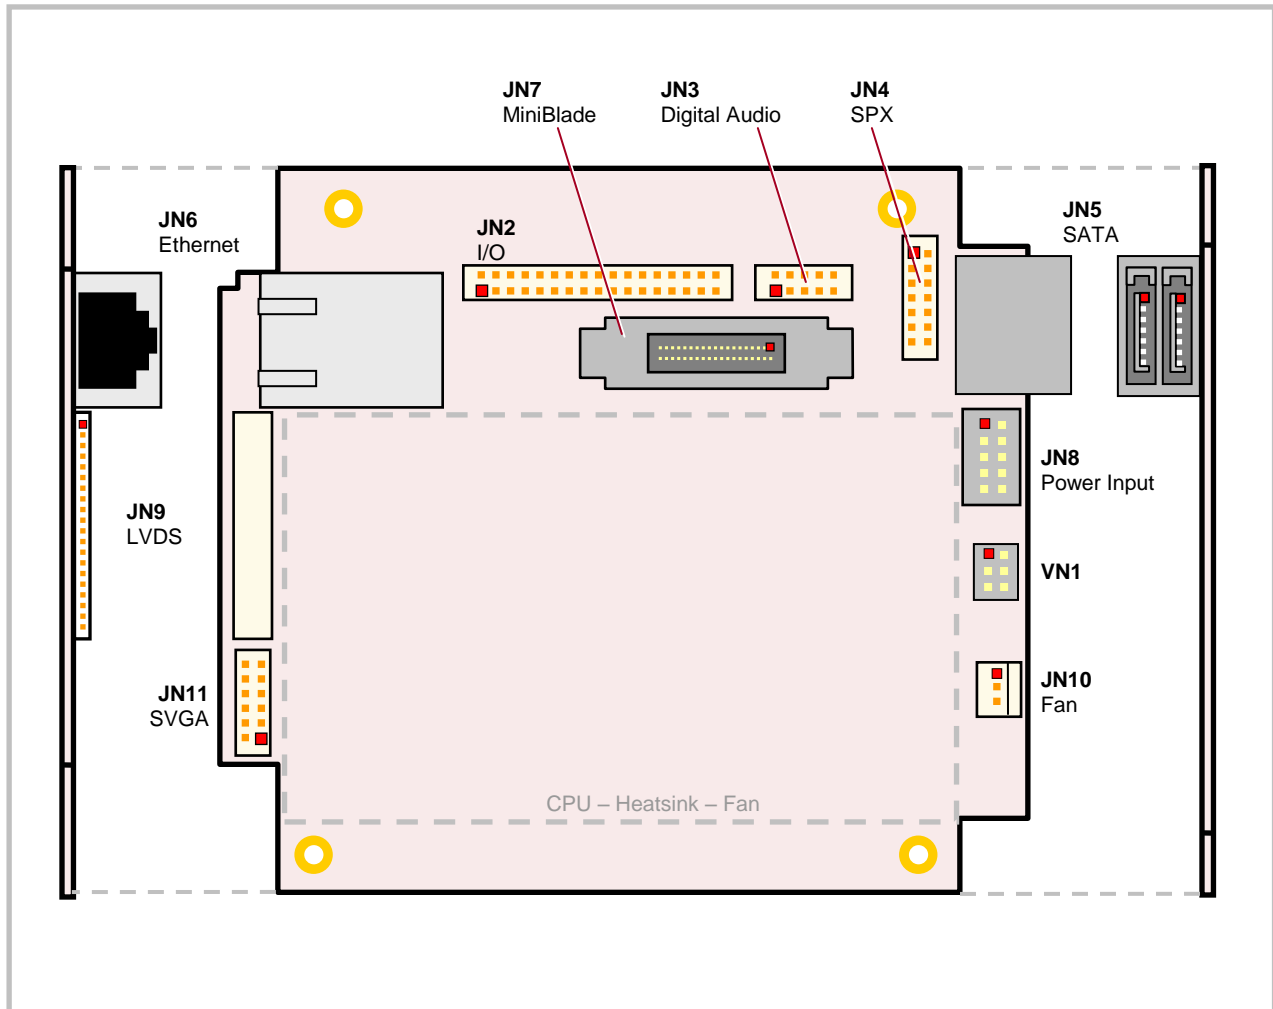 JN7
MiniBlade
JN3
Digital Audio
JN4
SPX
JN6
Ethernet
JN2
I/O
JN5
SATA
JN8
Power Input
JN9
LVDS
VN1
JN11
SVGA
JN10
Fan
CPU – Heatsink – Fan